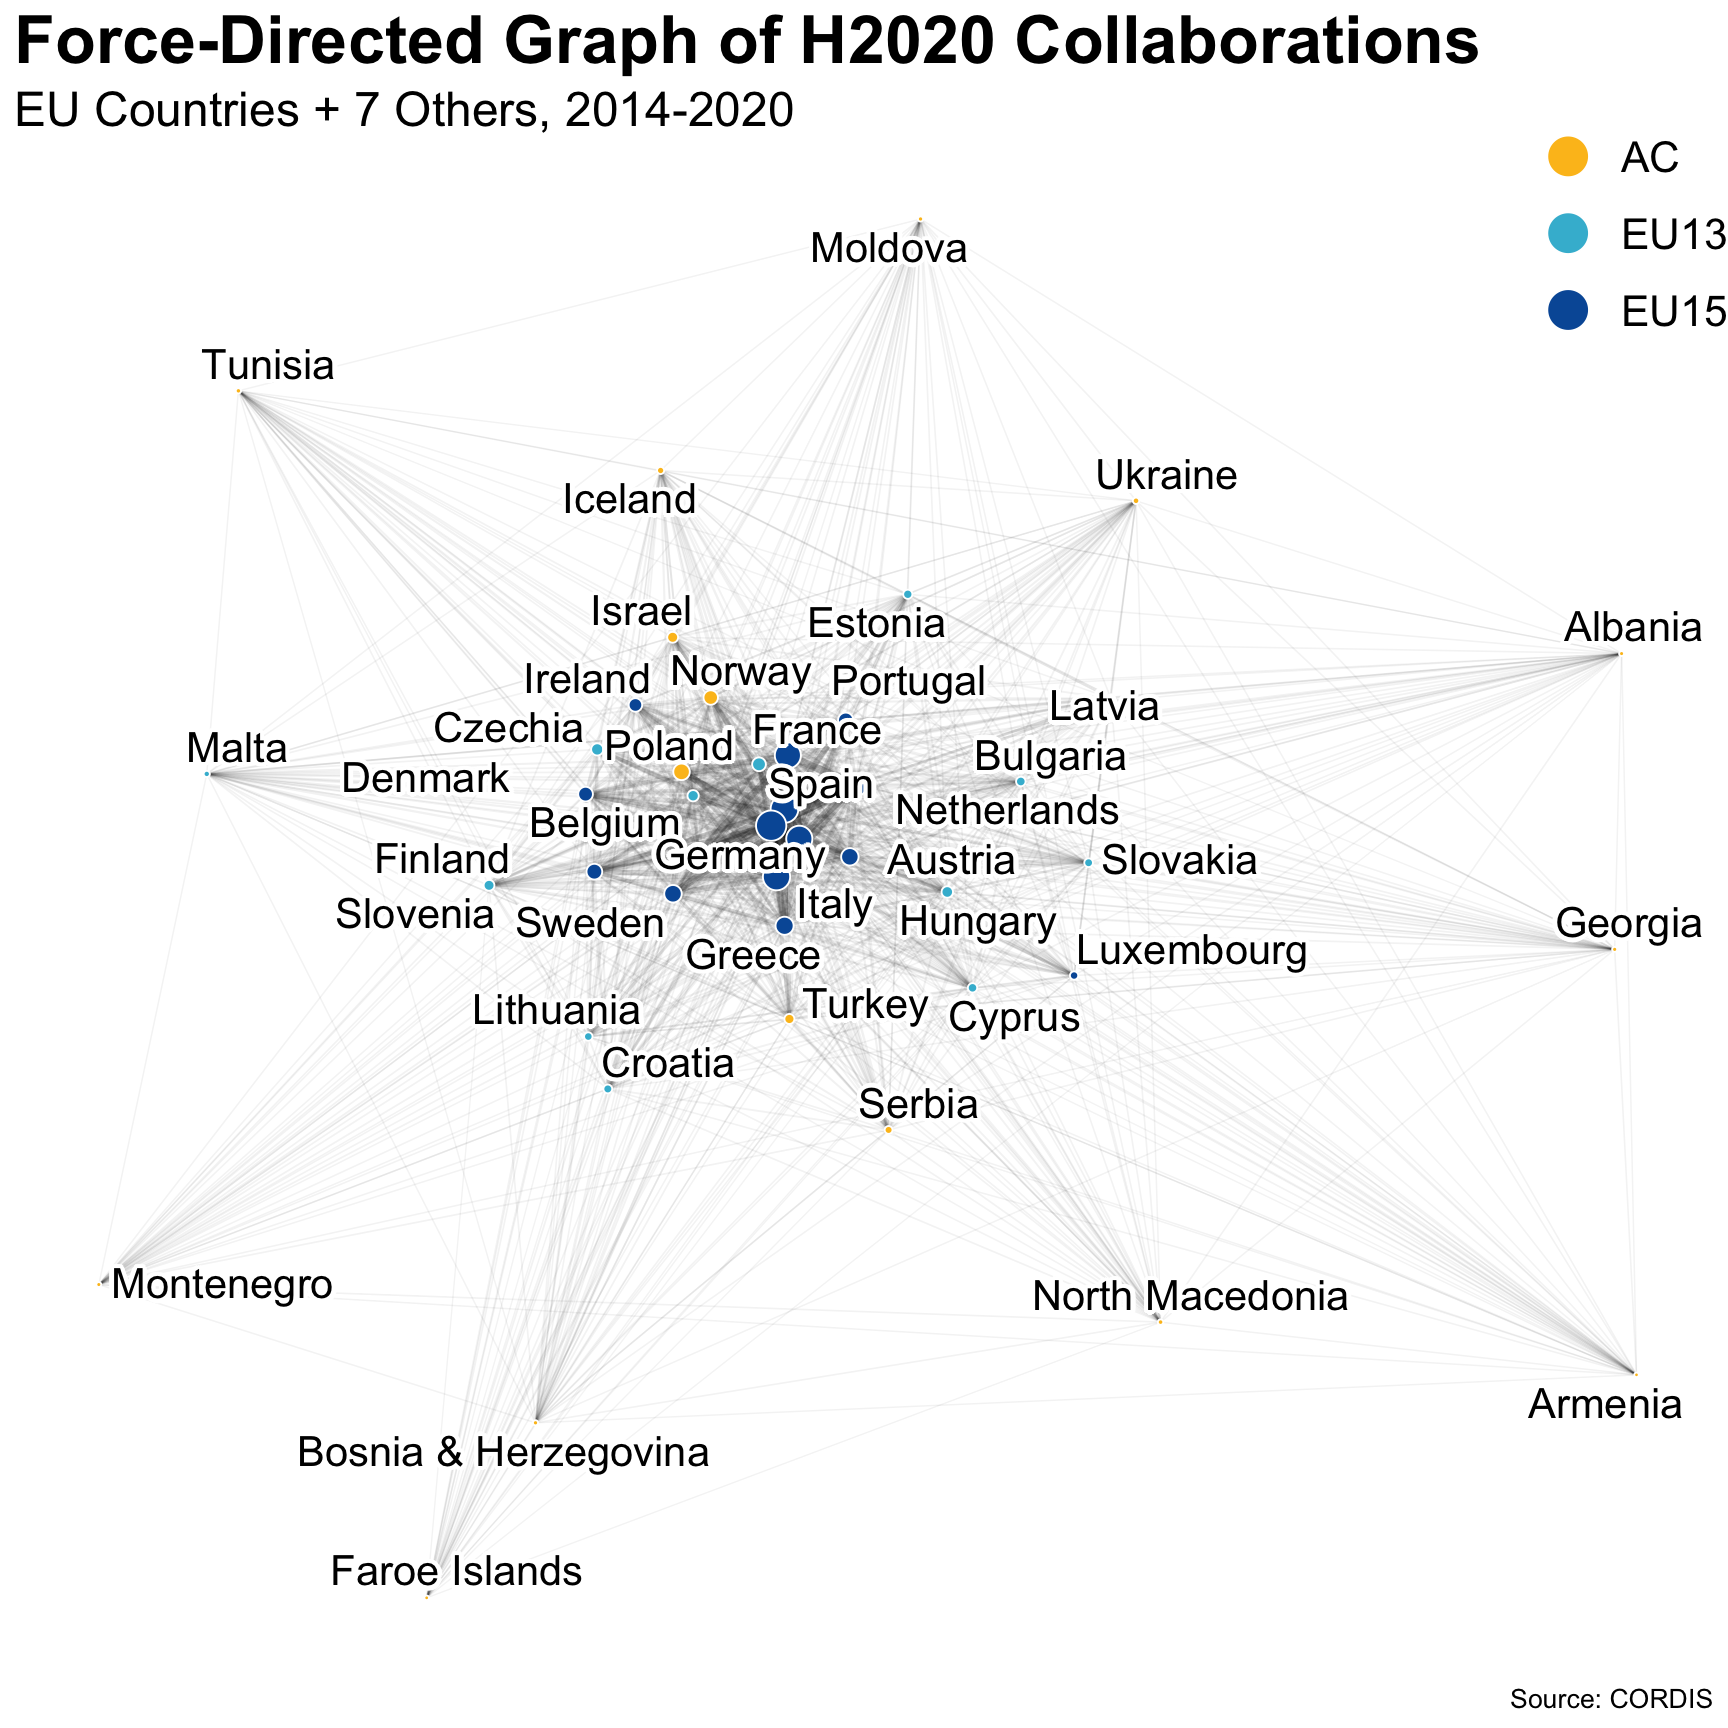 Force-Directed Graph of H2020 Collaborations
EU Countries + 7 Others, 2014-2020
AC
EU13
EU15
Moldova
Tunisia
Ukraine
Iceland
Israel
Estonia
Albania
Norway
Ireland
Portugal
Latvia
Czechia
France
Malta
Poland
Bulgaria
Denmark
Spain
Netherlands
Belgium
Germany
Finland
Austria
Slovakia
Slovenia
Sweden
Italy
Hungary
Georgia
Greece
Luxembourg
Lithuania
Turkey
Cyprus
Croatia
Serbia
Montenegro
North Macedonia
Armenia
Bosnia & Herzegovina
Faroe Islands
Source: CORDIS